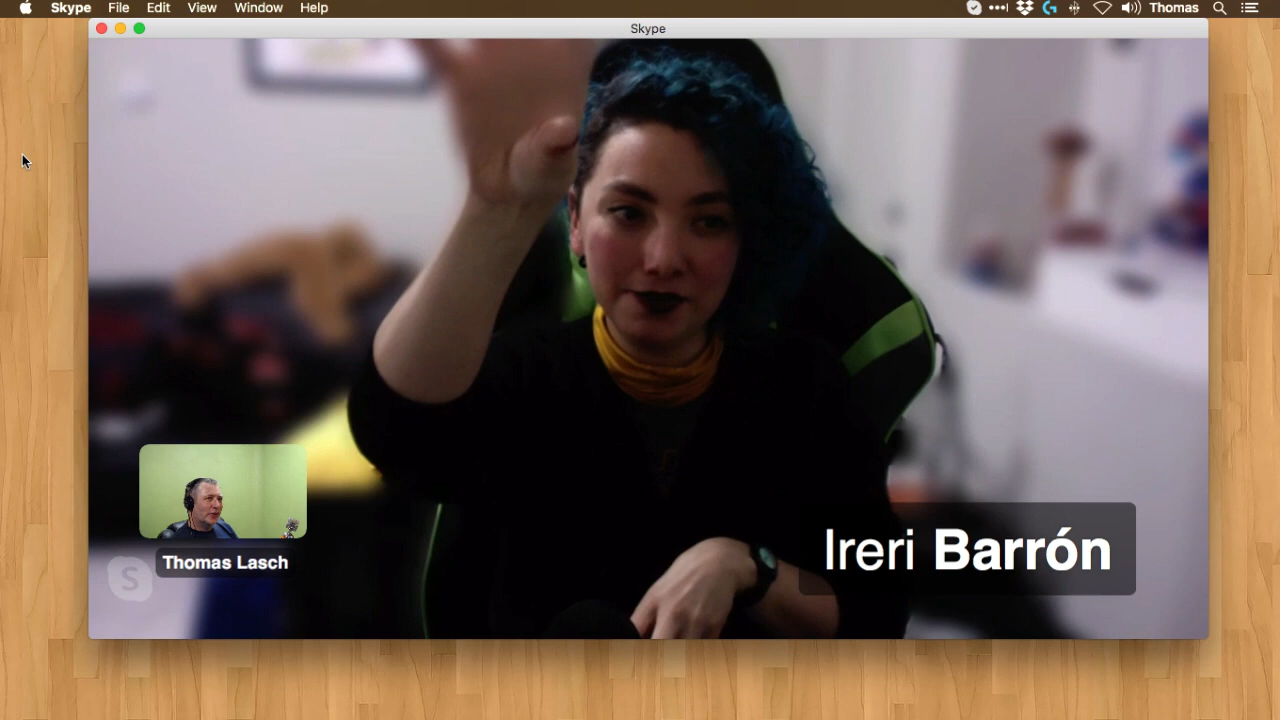 Skype File Edit View Window Help Thomas
Skype
Ireri Barrón
Thomas Lasch
S